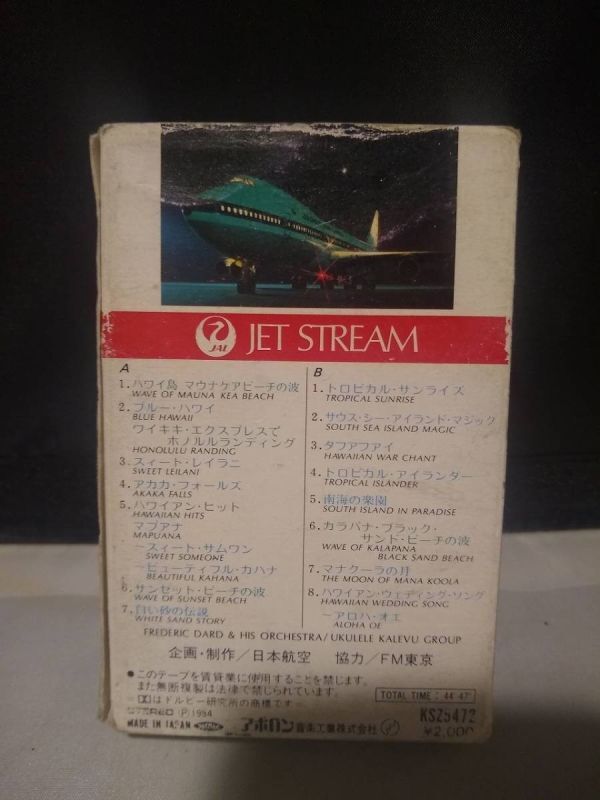 JAL
JET STREAM
A
1.ハワイ島 マウナケアビーチの波
WAVE OF MAUNA KEA BEACH
2.ブルー・ハワイ
BLUE HAWAII
ワイキキ・エクスプレスで
ホノルルランディング
HONOLULU RANDING
3.スィート・レイラニ
SWEET LEILANI
4.アカカ・フォールズ
AKAKA FALLS
5.ハワイアン・ヒット
HAWAIIAN HITS
マプアナ
MAPUANA
〜スィート・サムワン
SWEET SOMEONE
〜ビューティフル・カハナ
BEAUTIFUL KAHANA
6.サンセット・ビーチの波
WAVE OF SUNSET BEACH
7.白い砂の伝説
WHITE SAND STORY
B
1.トロピカル・サンライズ
TROPICAL SUNRISE
2.サウス・シー・アイランド・マジック
SOUTH SEA ISLAND MAGIC
3.タフアフアイ
HAWAIIAN WAR CHANT
4.トロピカル・アイランダー
TROPICAL ISLANDER
5.南海の楽園
SOUTH ISLAND IN PARADISE
6.カラパナ・ブラック・
サンド・ビーチの波
WAVE OF KALAPANA
BLACK SAND BEACH
7.マナクーラの月
THE MOON OF MANA KOOLA
8.ハワイアン・ウェディング・ソング
HAWAIIAN WEDDING SONG
〜アロハ・オエ
ALOHA OE
FREDERIC DARD & HIS ORCHESTRA/UKULELE KALEVU GROUP
企画・制作/日本航空 協力/FM東京
●このテープを賃貸業に使用することを禁じます。
また無断複製は法律で禁じられています。
はドルビー研究所の商標です。
STEREO (P)1984
MADE IN JAPAN アポロン音楽工業株式会社
TOTAL TIME: 44'47"
KSZ5472
¥2,000